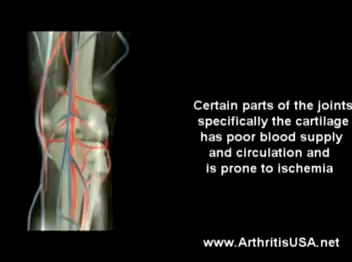 Certain parts of the joints
specifically the cartilage
has poor blood supply
and circulation and
is prone to ischemia
www.ArthritisUSA.net